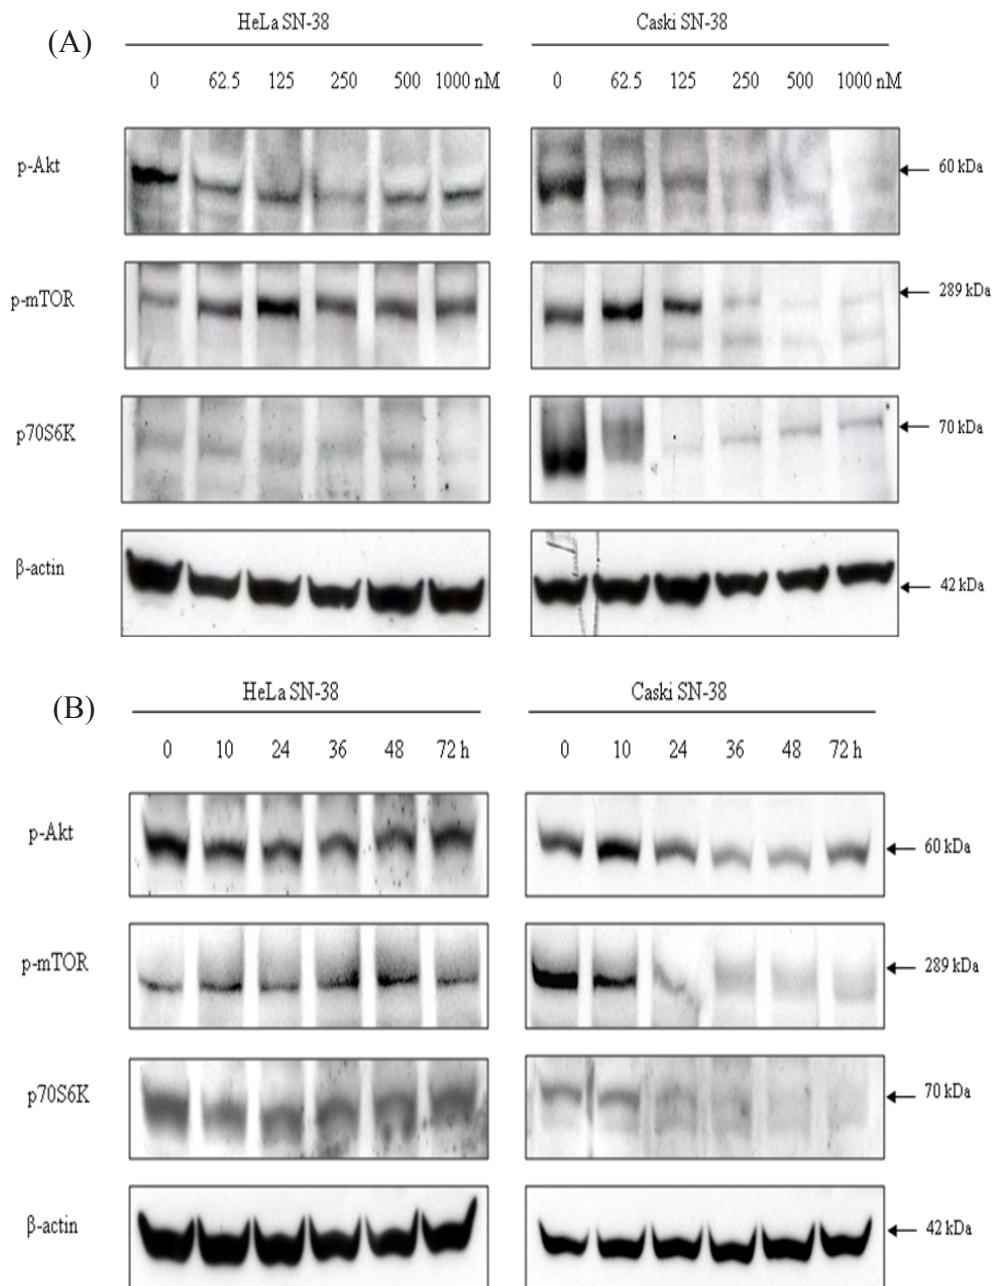 (A)
HeLa SN-38
Caski SN-38
0 62.5 125 250 500 1000 nM
0 62.5 125 250 500 1000 nM
p-Akt
60 kDa
p-mTOR
289 kDa
p70S6K
70 kDa
β-actin
42 kDa
(B)
HeLa SN-38
Caski SN-38
0 10 24 36 48 72 h
0 10 24 36 48 72 h
p-Akt
60 kDa
p-mTOR
289 kDa
p70S6K
70 kDa
β-actin
42 kDa